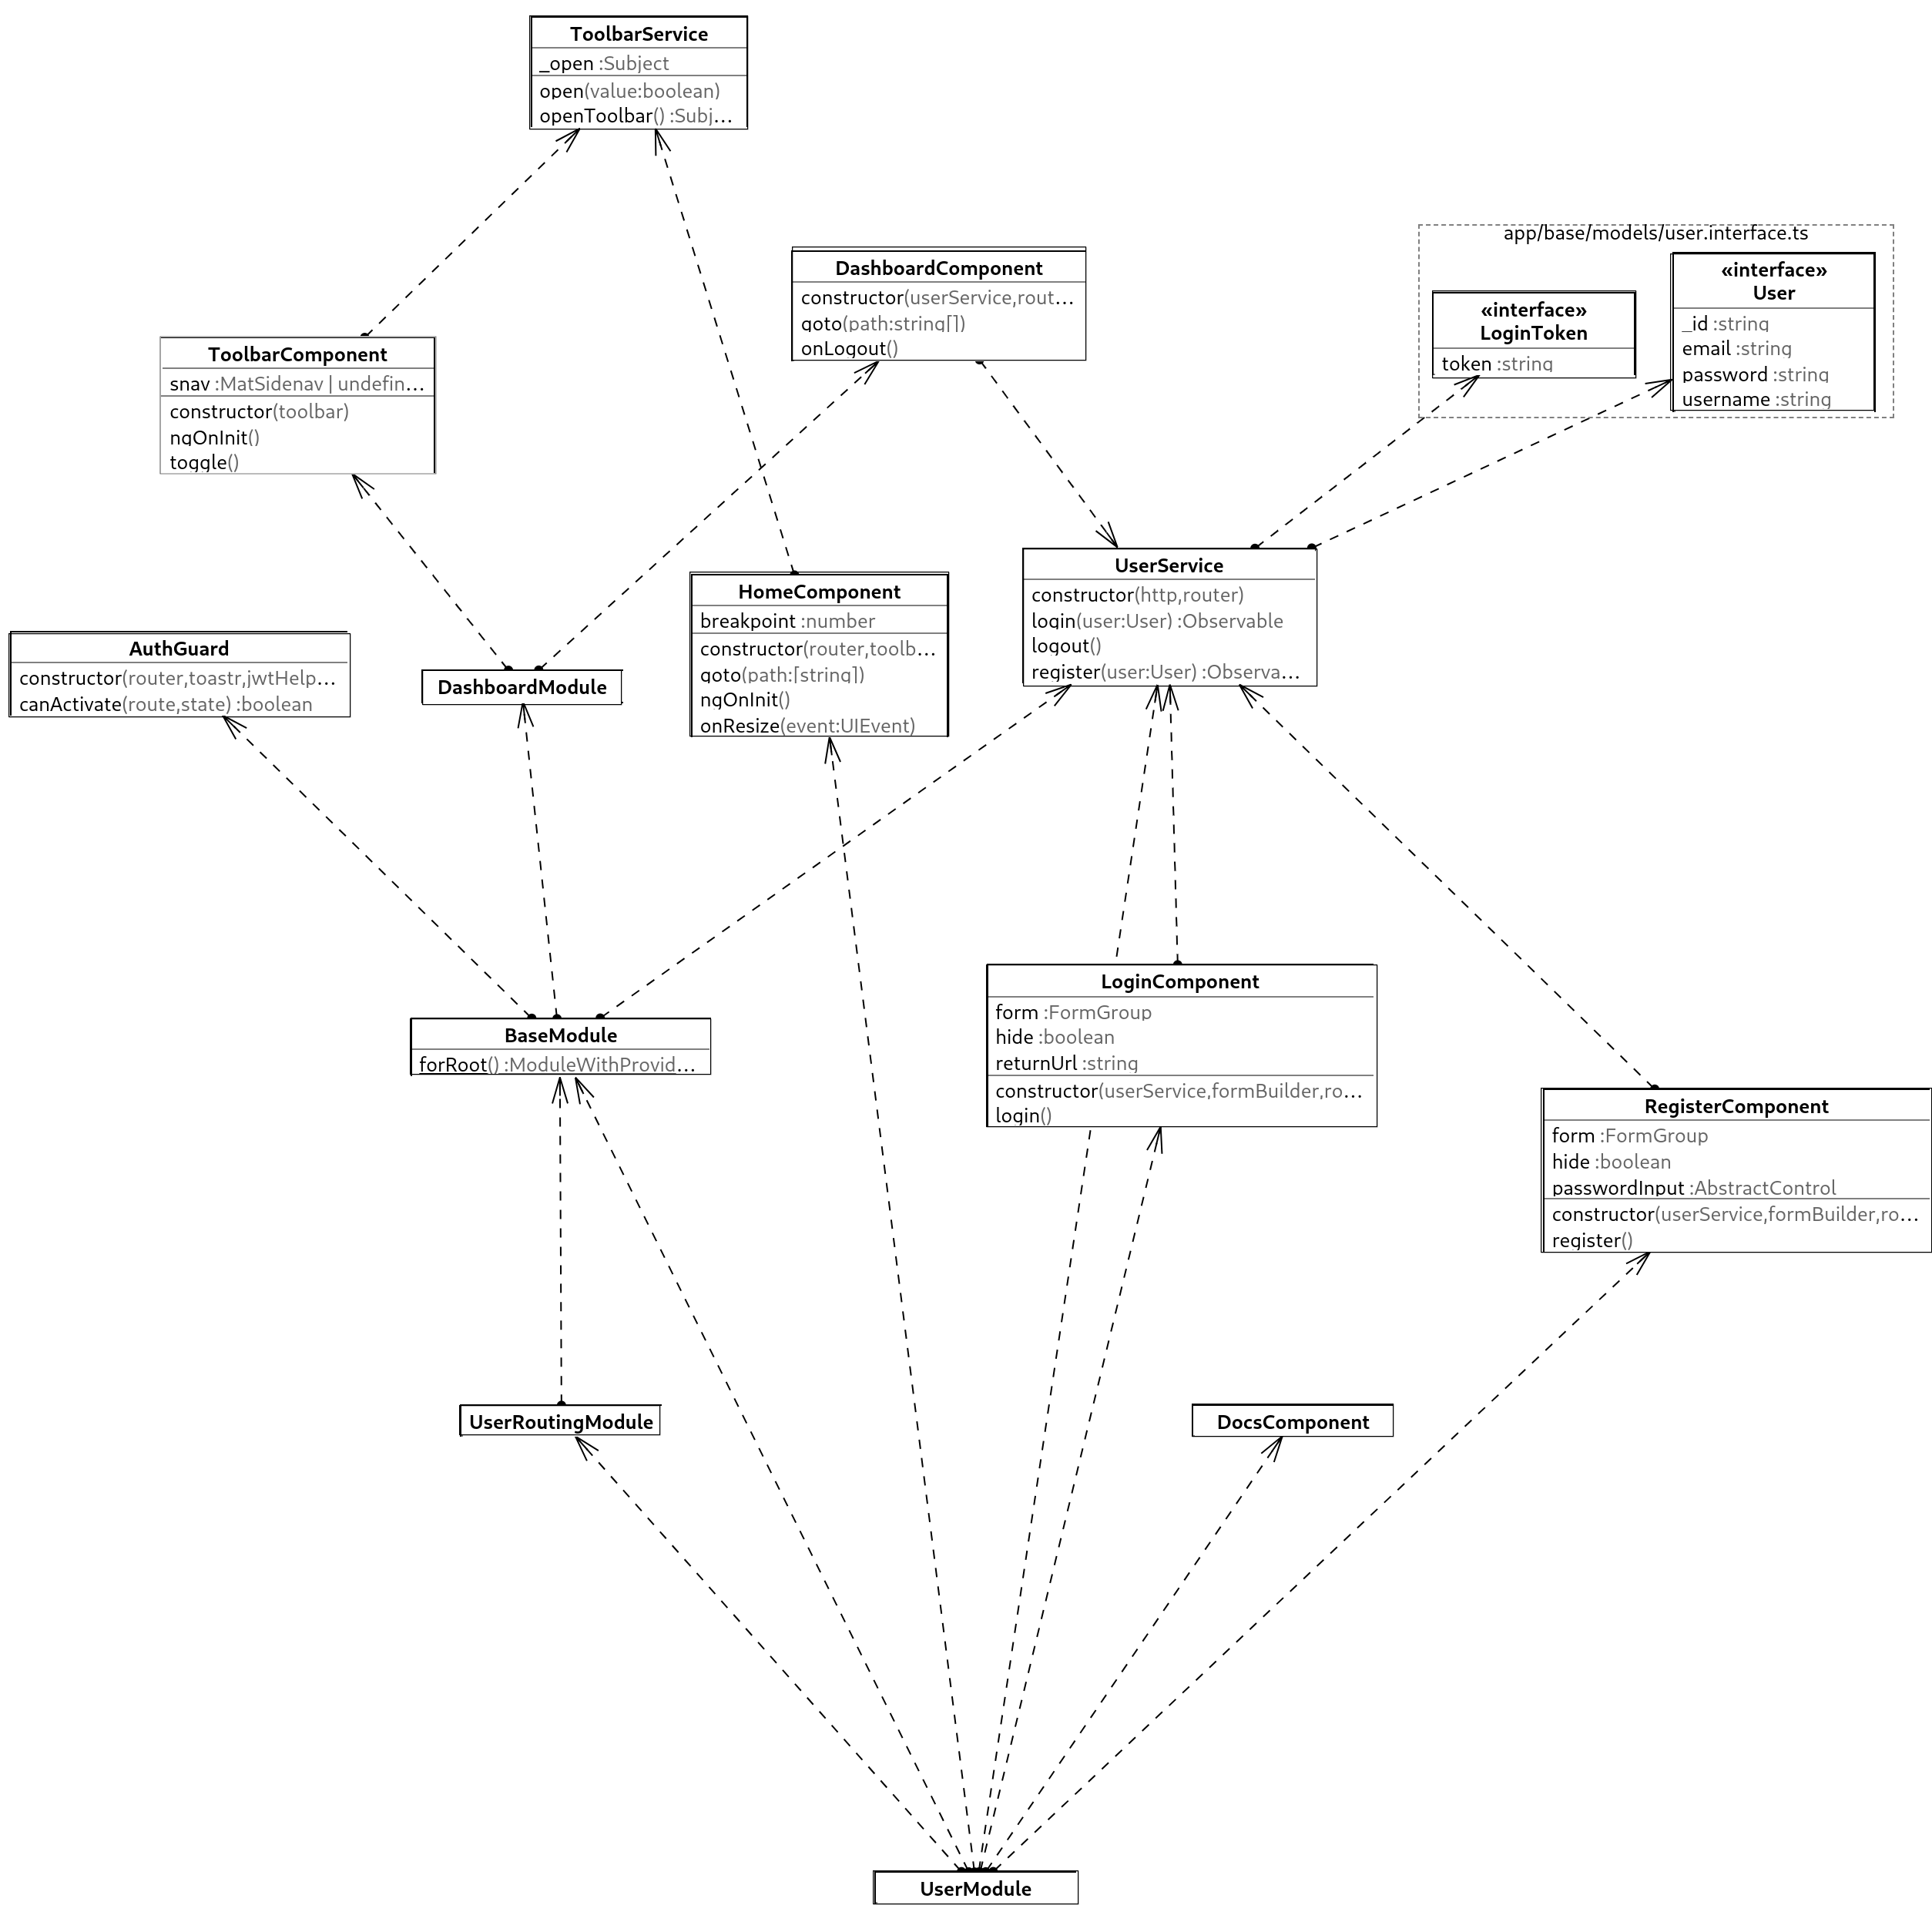 ToolbarService
_open :Subject
open(value:boolean)
openToolbar() :Subj...
app/base/models/user.interface.ts
DashboardComponent
constructor(userService,rout...
goto(path:string[])
onLogout()
«interface»
User
_id :string
email :string
password :string
username :string
«interface»
LoginToken
token :string
ToolbarComponent
snav :MatSidenav | undefin...
constructor(toolbar)
ngOnInit()
toggle()
UserService
constructor(http,router)
login(user:User) :Observable
logout()
register(user:User) :Observa...
HomeComponent
breakpoint :number
constructor(router,toolb...
goto(path:[string])
ngOnInit()
onResize(event:UIEvent)
AuthGuard
constructor(router,toastr,jwtHelp...
canActivate(route,state) :boolean
DashboardModule
LoginComponent
form :FormGroup
hide :boolean
returnUrl :string
constructor(userService,formBuilder,ro...
login()
BaseModule
forRoot() :ModuleWithProvid...
RegisterComponent
form :FormGroup
hide :boolean
passwordInput :AbstractControl
constructor(userService,formBuilder,ro...
register()
UserRoutingModule
DocsComponent
UserModule